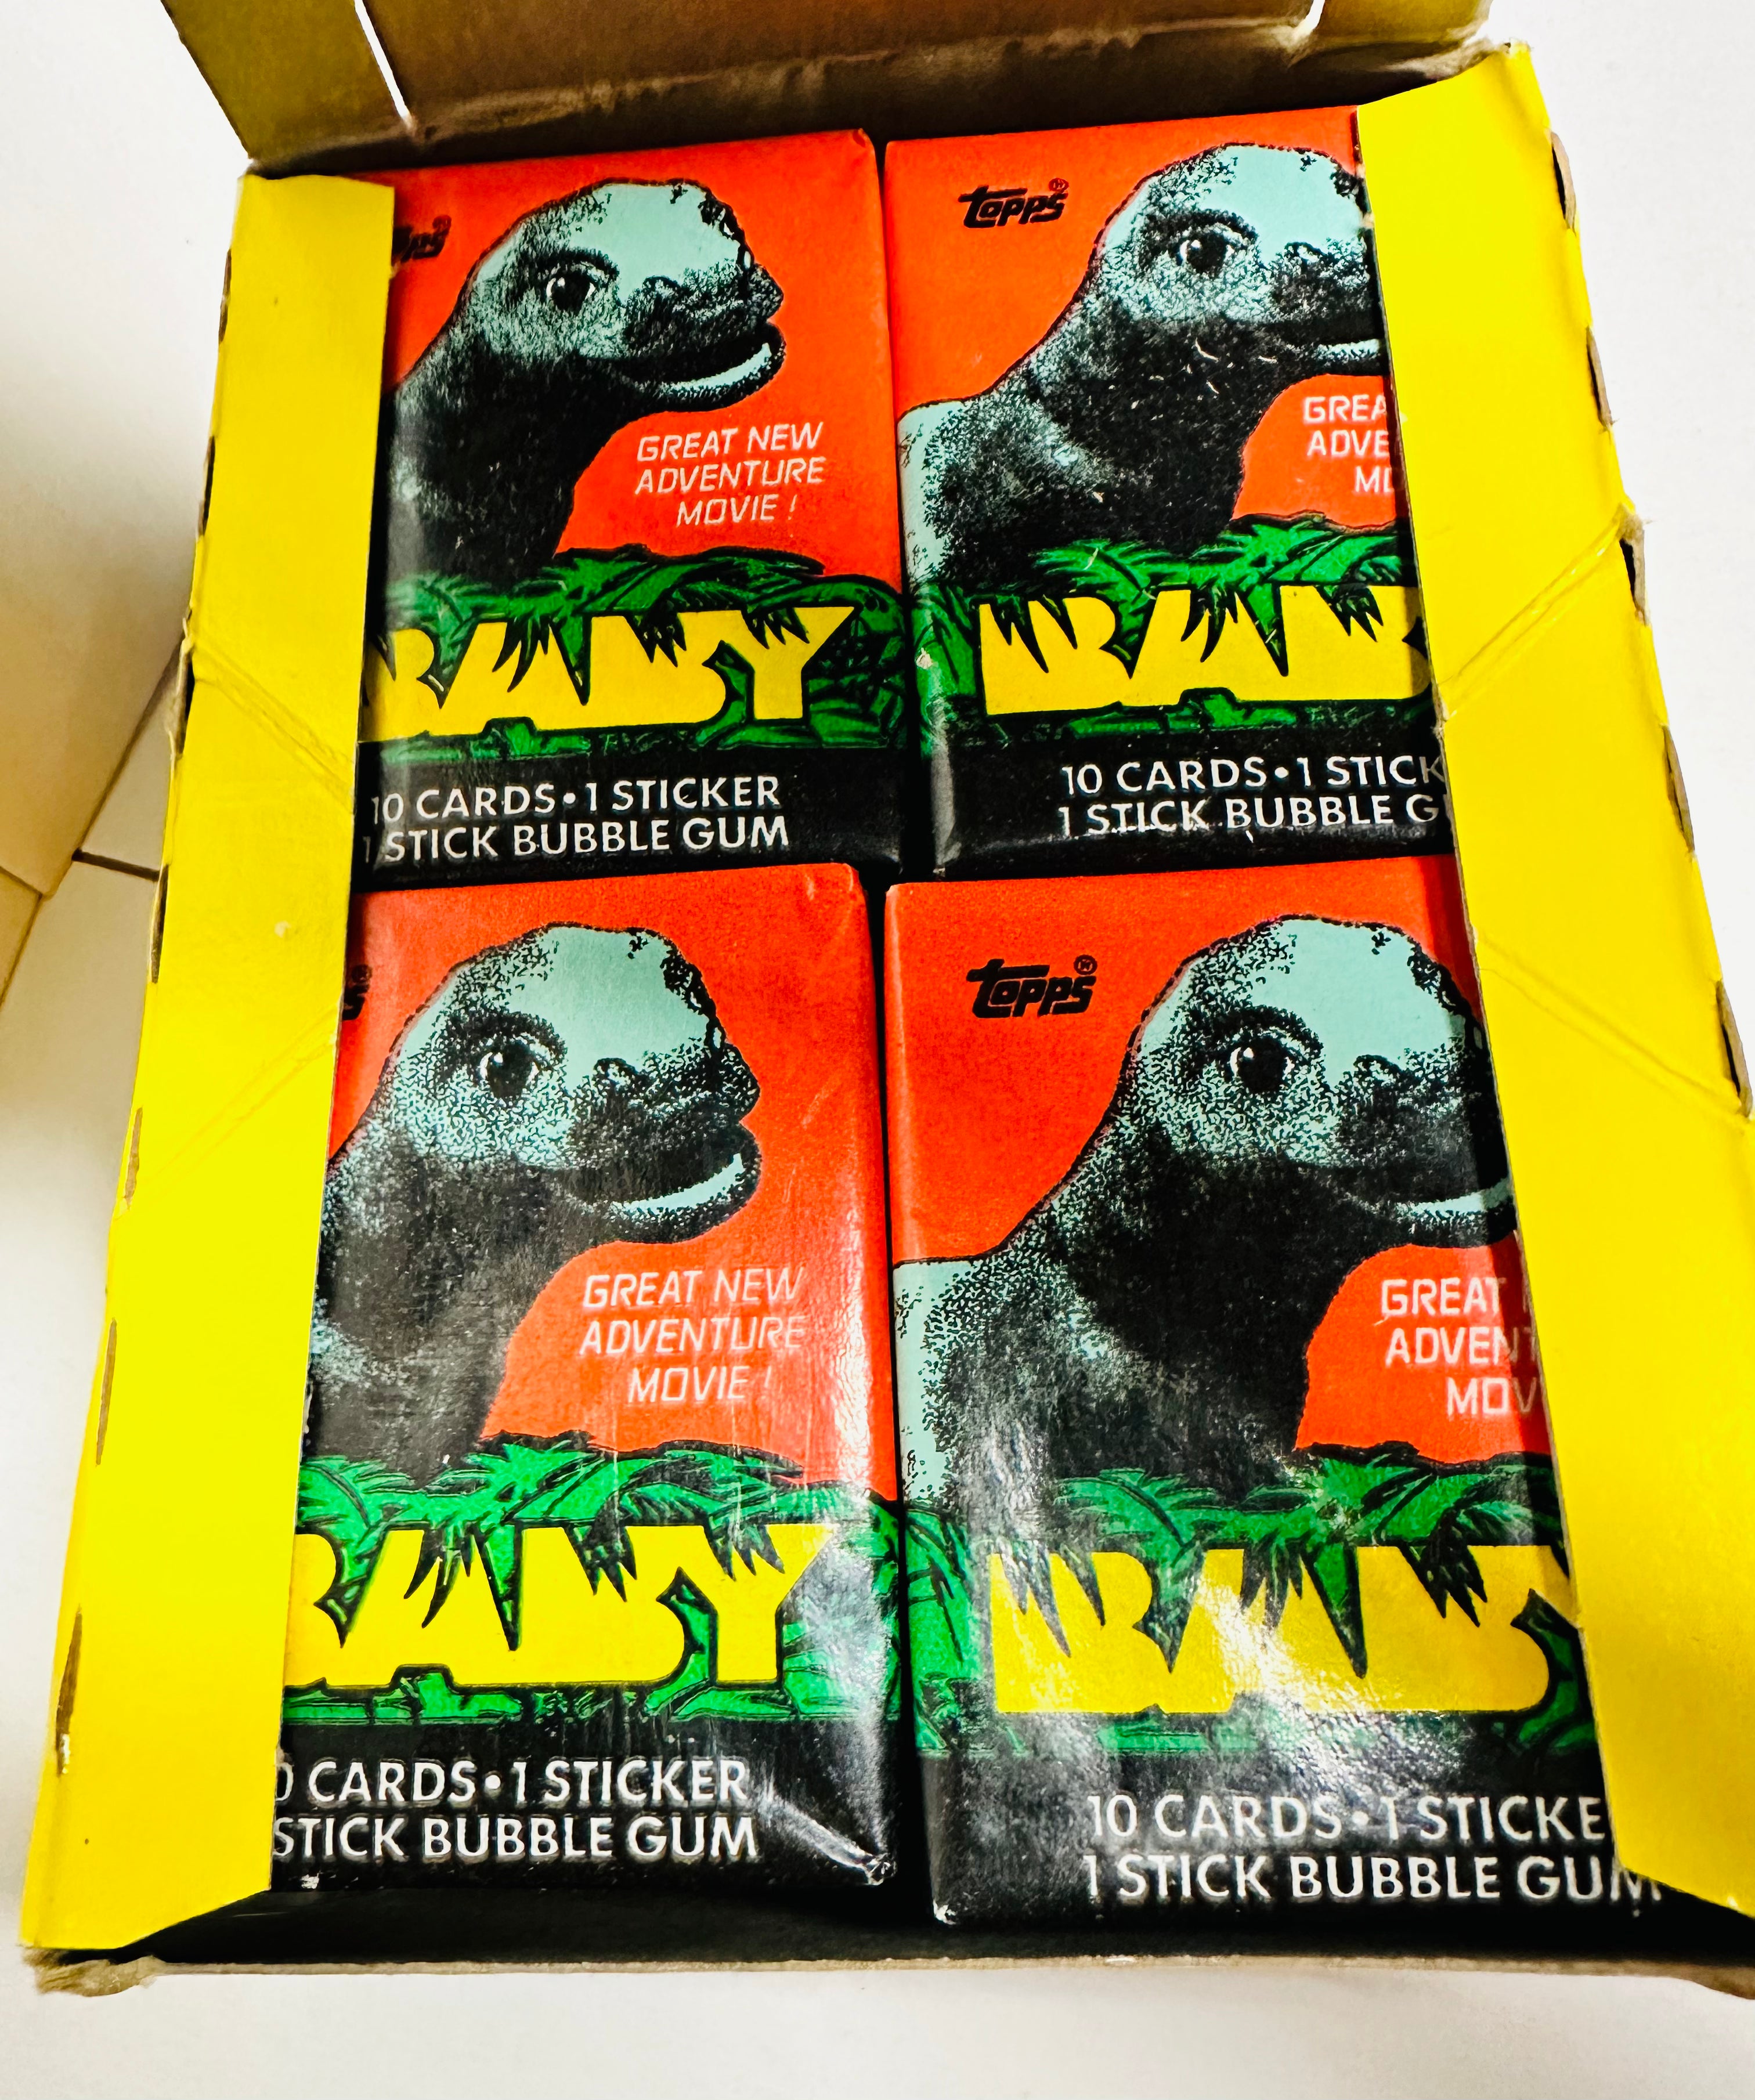 GREAT NEW
ADVENTURE
MOVIE !
BABY
10 CARDS • 1 STICKER
1 STICK BUBBLE GUM
Topps®
GREA
ADVE
MO
BAB
10 CARDS • 1 STICK
1 STICK BUBBLE G
GREAT NEW
ADVENTURE
MOVIE !
BABY
0 CARDS • 1 STICKER
STICK BUBBLE GUM
Topps®
GREAT
ADVENT
MOV
BAB
10 CARDS • 1 STICKE
1 STICK BUBBLE GUM